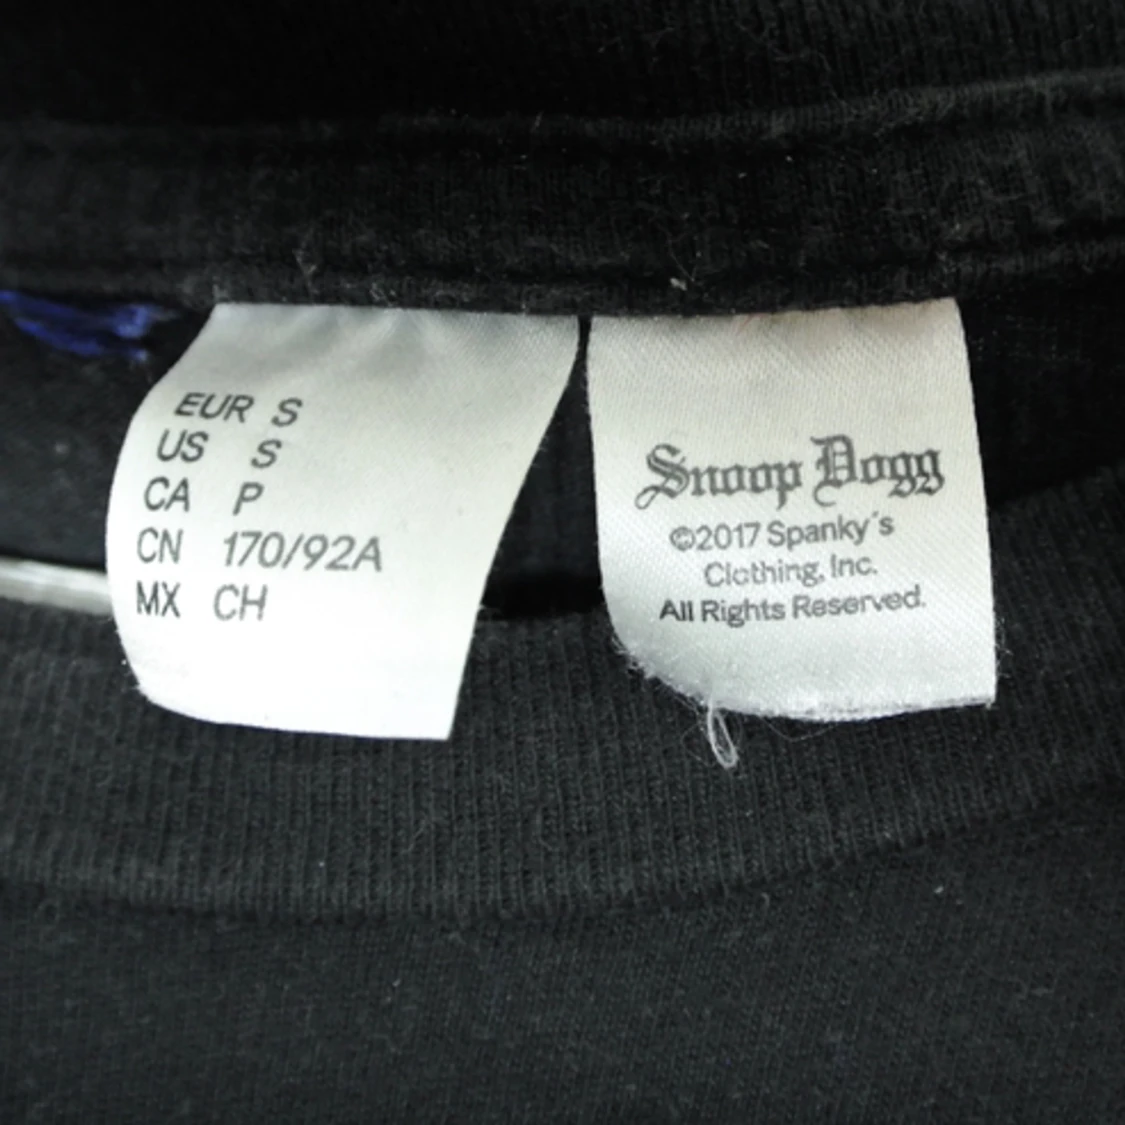 EUR S
US S
CA P
CN 170/92A
MX CH
Snoop Dogg
©2017 Spanky´s
Clothing, Inc.
All Rights Reserved.